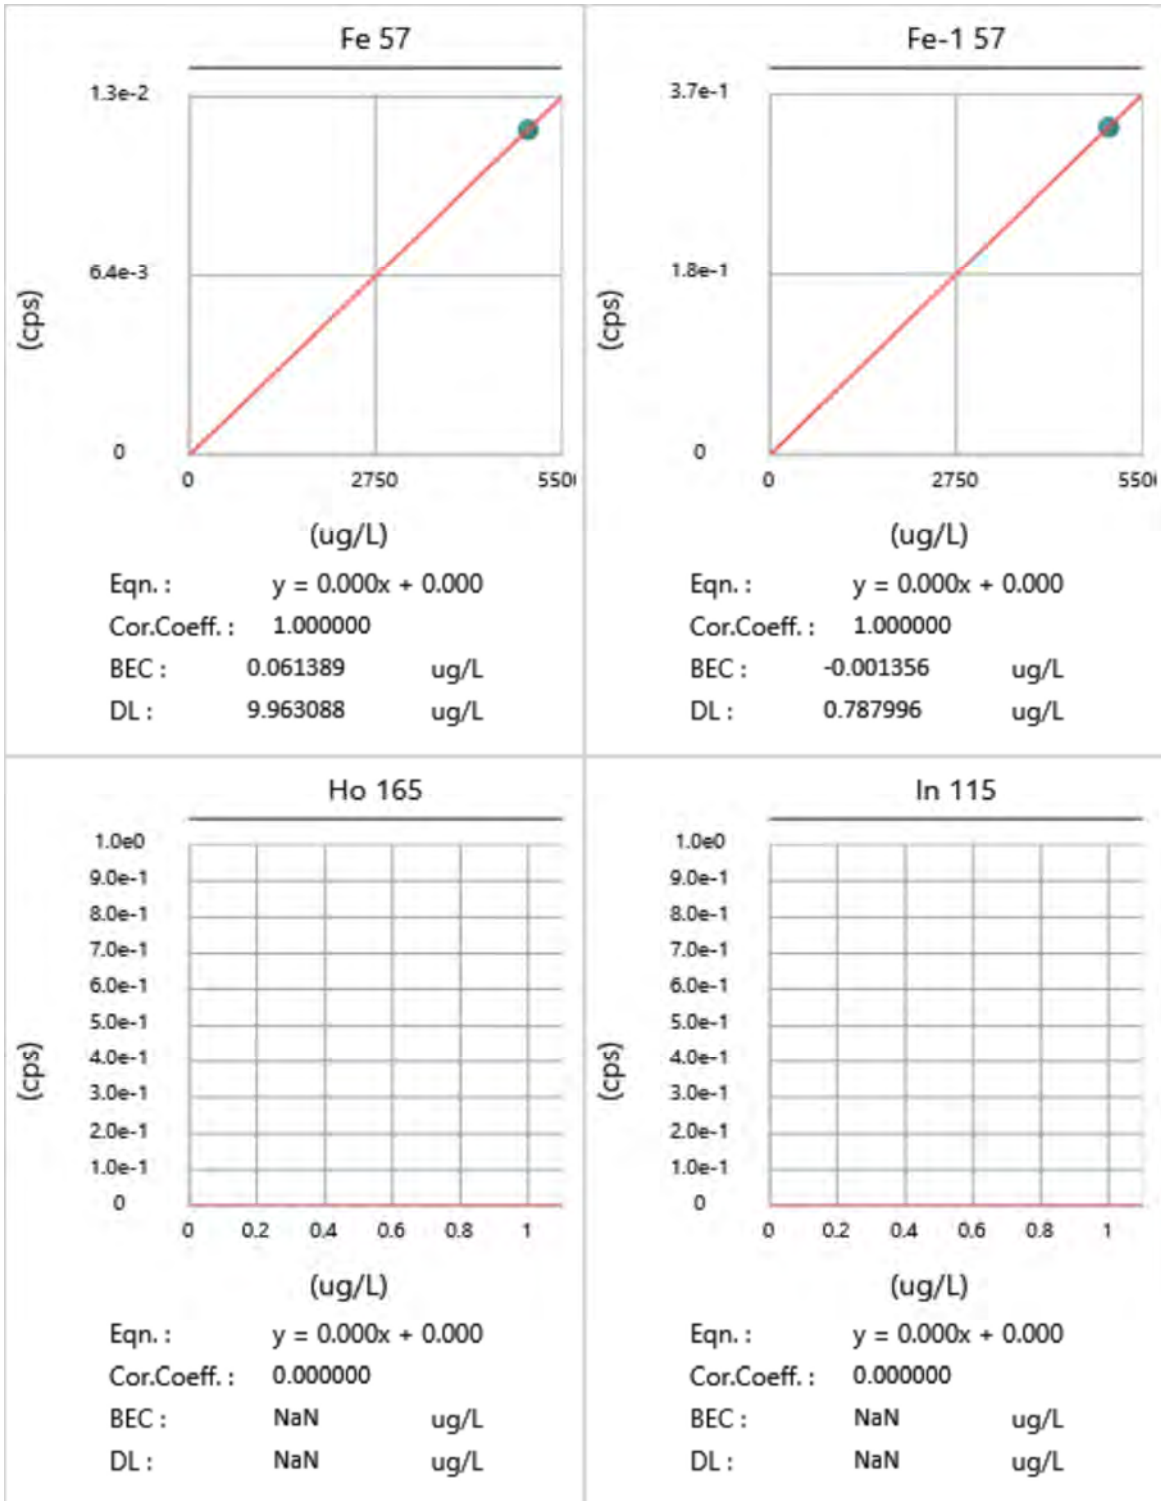 Fe 57
1.3e-2
6.4e-3
0
(cps)
0 2750 550
(ug/L)
Eqn. : y = 0.000x + 0.000
Cor.Coeff. : 1.000000
BEC : 0.061389 ug/L
DL : 9.963088 ug/L
Fe-1 57
3.7e-1
1.8e-1
0
(cps)
0 2750 550
(ug/L)
Eqn. : y = 0.000x + 0.000
Cor.Coeff. : 1.000000
BEC : -0.001356 ug/L
DL : 0.787996 ug/L
Ho 165
1.0e0
9.0e-1
8.0e-1
7.0e-1
6.0e-1
5.0e-1
4.0e-1
3.0e-1
2.0e-1
1.0e-1
0
(cps)
0 0.2 0.4 0.6 0.8 1
(ug/L)
Eqn. : y = 0.000x + 0.000
Cor.Coeff. : 0.000000
BEC : NaN ug/L
DL : NaN ug/L
In 115
1.0e0
9.0e-1
8.0e-1
7.0e-1
6.0e-1
5.0e-1
4.0e-1
3.0e-1
2.0e-1
1.0e-1
0
(cps)
0 0.2 0.4 0.6 0.8 1
(ug/L)
Eqn. : y = 0.000x + 0.000
Cor.Coeff. : 0.000000
BEC : NaN ug/L
DL : NaN ug/L